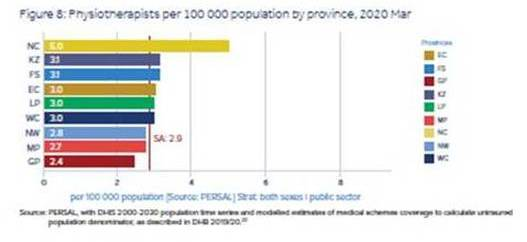 Figure 8: Physiotherapists per 100 000 population by province, 2020 Mar
NC 5.0
KZ 3.1
FS 3.1
EC 3.0
LP 3.0
WC 3.0
NW 2.8
MP 2.7
GP 2.4
SA: 2.9
0 2 4 6 8
per 100 000 population [Source: PERSAL] Strat: both sexes | public sector
Provinces
EC
FS
GP
KZ
LP
MP
NC
NW
WC
Source: PERSAL, with DHIS 2000-2030 population time series and modelled estimates of medical schemes coverage to calculate uninsured
population denominator, as described in DHB 2019/20.